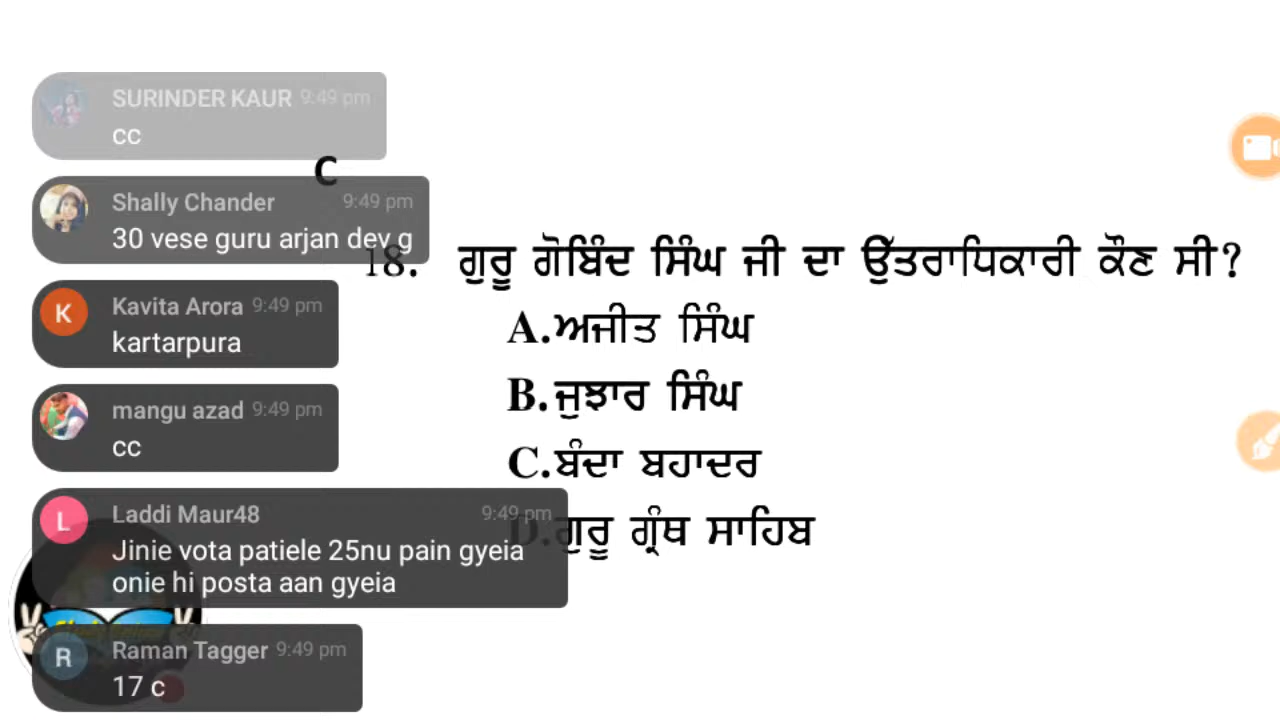 SURINDER KAUR 9:49 pm
cc
C
Shally Chander 9:49 pm
30 vese guru arjan dev g
18. ਗੁਰੂ ਗੋਬਿੰਦ ਸਿੰਘ ਜੀ ਦਾ ਉੱਤਰਾਧਿਕਾਰੀ ਕੌਣ ਸੀ?
Kavita Arora 9:49 pm
kartarpura
A.ਅਜੀਤ ਸਿੰਘ
B.ਜੁਝਾਰ ਸਿੰਘ
mangu azad 9:49 pm
cc
C.ਬੰਦਾ ਬਹਾਦਰ
Laddi Maur48 9:49 pm
D.ਗੁਰੂ ਗ੍ਰੰਥ ਸਾਹਿਬ
Jinie vota patiele 25nu pain gyeia
onie hi posta aan gyeia
K
L
R
Raman Tagger 9:49 pm
17 c